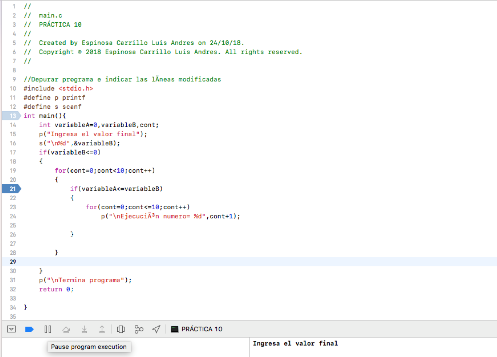 1 //
2 // main.c
3 // PRÁCTICA 10
4 //
5 // Created by Espinosa Carrillo Luis Andres on 24/10/18.
6 // Copyright © 2018 Espinosa Carrillo Luis Andres. All rights reserved.
7 //
8
9 //Depurar programa e indicar las lÃneas modificadas
10 #include <stdio.h>
11 #define p printf
12 #define s scanf
13 int main(){
14 int variableA=0,variableB,cont;
15 p("Ingresa el valor final");
16 s("\n%d",&variableB);
17 if(variableB<=0)
18 {
19 for(cont=0;cont<10;cont++)
20 {
21 if(variableA<=variableB)
22 {
23 for(cont=0;cont<=10;cont++)
24 p("\nEjecuciÃ³n numero= %d",cont+1);
25
26 }
27
28 }
29
30 }
31 p("\nTermina programa");
32 return 0;
33
34 }
35
PRÁCTICA 10
Pause program execution
Ingresa el valor final